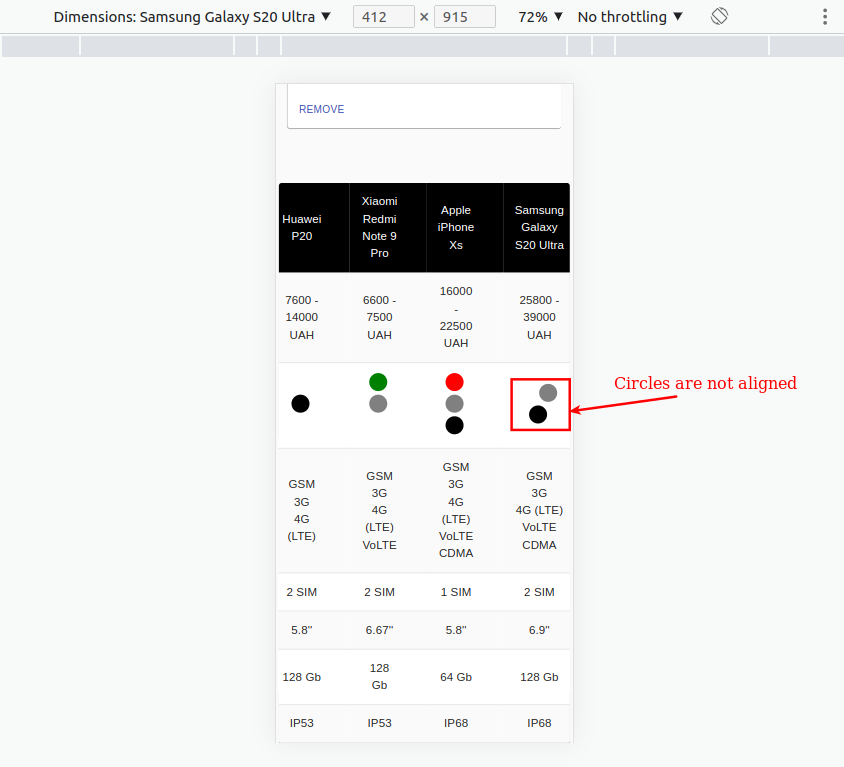 Dimensions: Samsung Galaxy S20 Ultra ▼ 412 × 915 72% ▼ No throttling ▼
REMOVE
Huawei
P20
Xiaomi
Redmi
Note 9
Pro
Apple
iPhone
Xs
Samsung
Galaxy
S20 Ultra
7600 -
14000
UAH
6600 -
7500
UAH
16000
-
22500
UAH
25800 -
39000
UAH
Circles are not aligned
GSM
3G
4G
(LTE)
GSM
3G
4G
(LTE)
VoLTE
GSM
3G
4G
(LTE)
VoLTE
CDMA
GSM
3G
4G (LTE)
VoLTE
CDMA
2 SIM
2 SIM
1 SIM
2 SIM
5.8"
6.67"
5.8"
6.9"
128 Gb
128
Gb
64 Gb
128 Gb
IP53
IP53
IP68
IP68